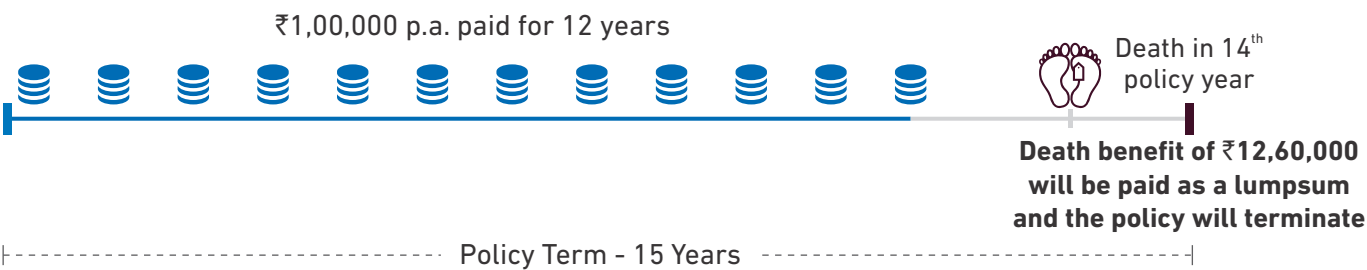 ₹1,00,000 p.a. paid for 12 years
Death in 14th
policy year
Death benefit of ₹12,60,000
will be paid as a lumpsum
and the policy will terminate
Policy Term - 15 Years